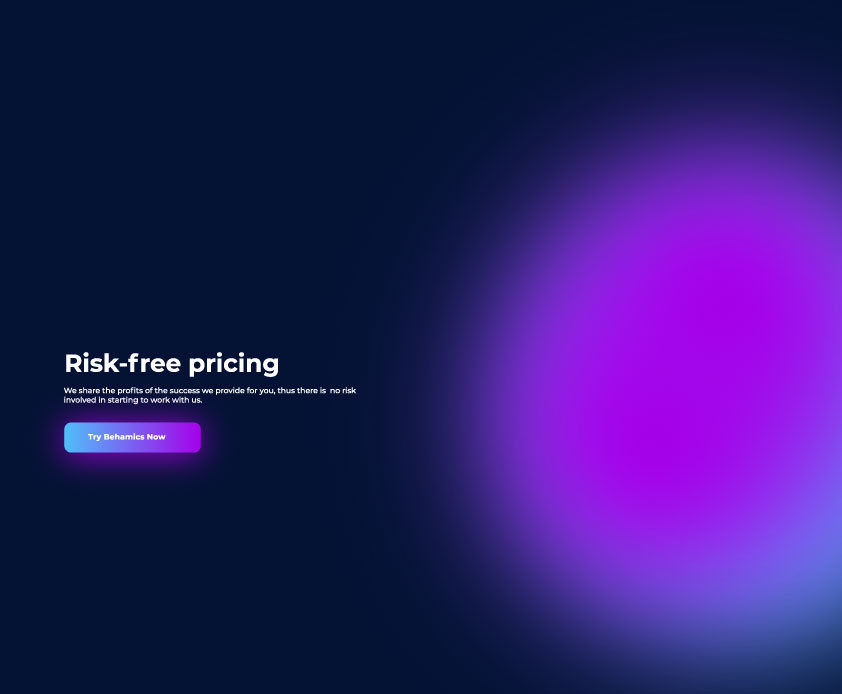 Risk-free pricing
We share the profits of the success we provide for you, thus there is  no risk
involved in starting to work with us.
Try Behamics Now